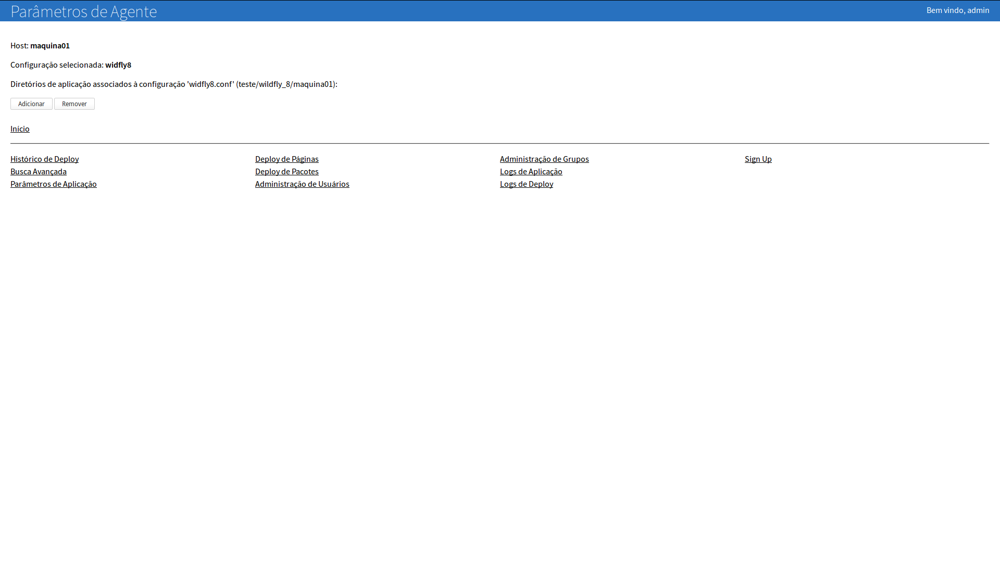 Parâmetros de Agente
Bem vindo, admin
Host: maquina01
Configuração selecionada: widfly8
Diretórios de aplicação associados à configuração 'widfly8.conf' (teste/wildfly_8/maquina01):
Adicionar Remover
Início
Histórico de Deploy
Busca Avançada
Parâmetros de Aplicação
Deploy de Páginas
Deploy de Pacotes
Administração de Usuários
Administração de Grupos
Logs de Aplicação
Logs de Deploy
Sign Up